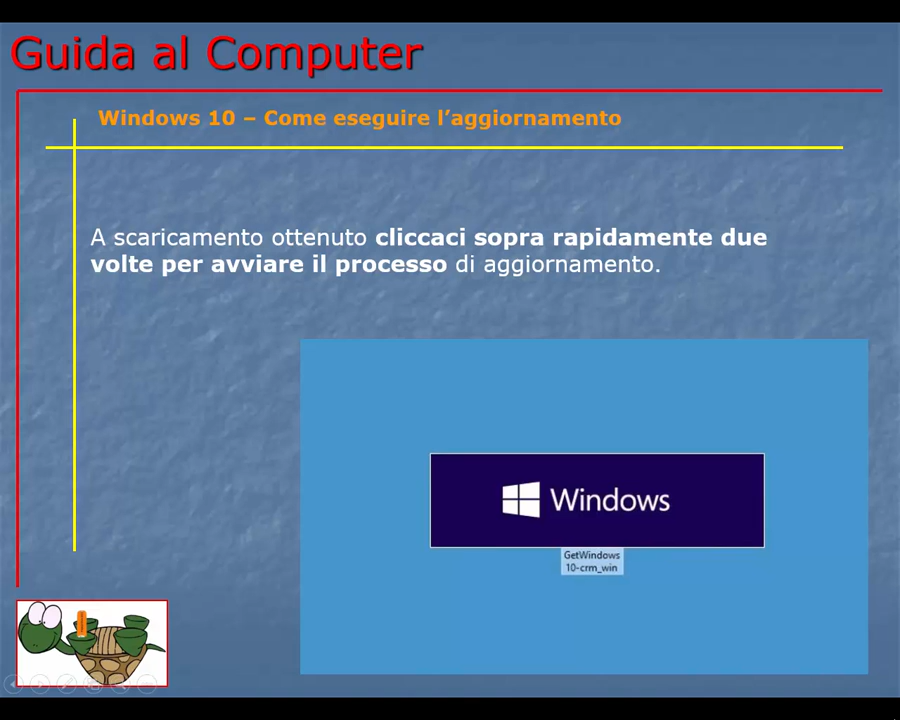 Guida al Computer
Windows 10 – Come eseguire l’aggiornamento
A scaricamento ottenuto cliccaci sopra rapidamente due
volte per avviare il processo di aggiornamento.
Windows
GetWindows
10-crm_win